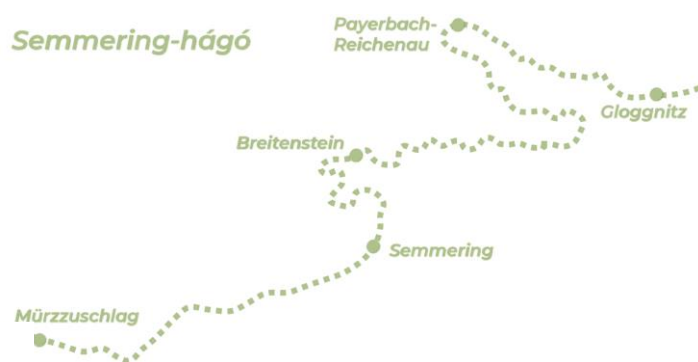 Semmering-hágó
Payerbach-
Reichenau
Gloggnitz
Breitenstein
Semmering
Mürzzuschlag